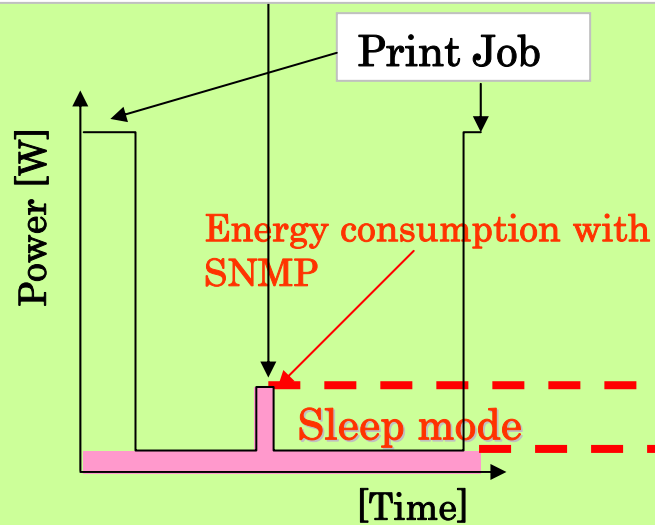 Print Job
Power [W]
Energy consumption with
SNMP
Sleep mode
[Time]